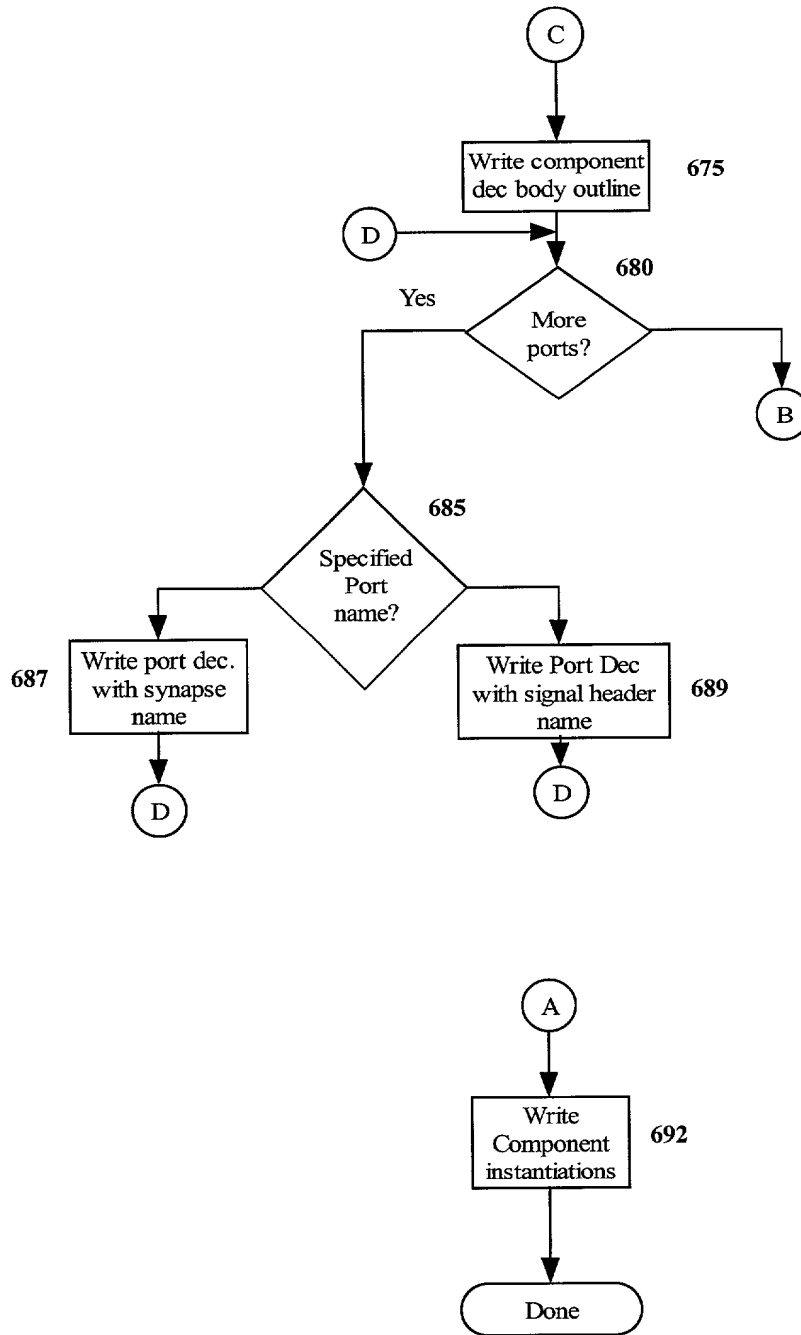 C
Write component
dec body outline
675
D
680
Yes
More
ports?
B
685
Specified
Port
name?
687
Write port dec.
with synapse
name
Write Port Dec
with signal header
name
689
D
D
A
Write
Component
instantiations
692
Done